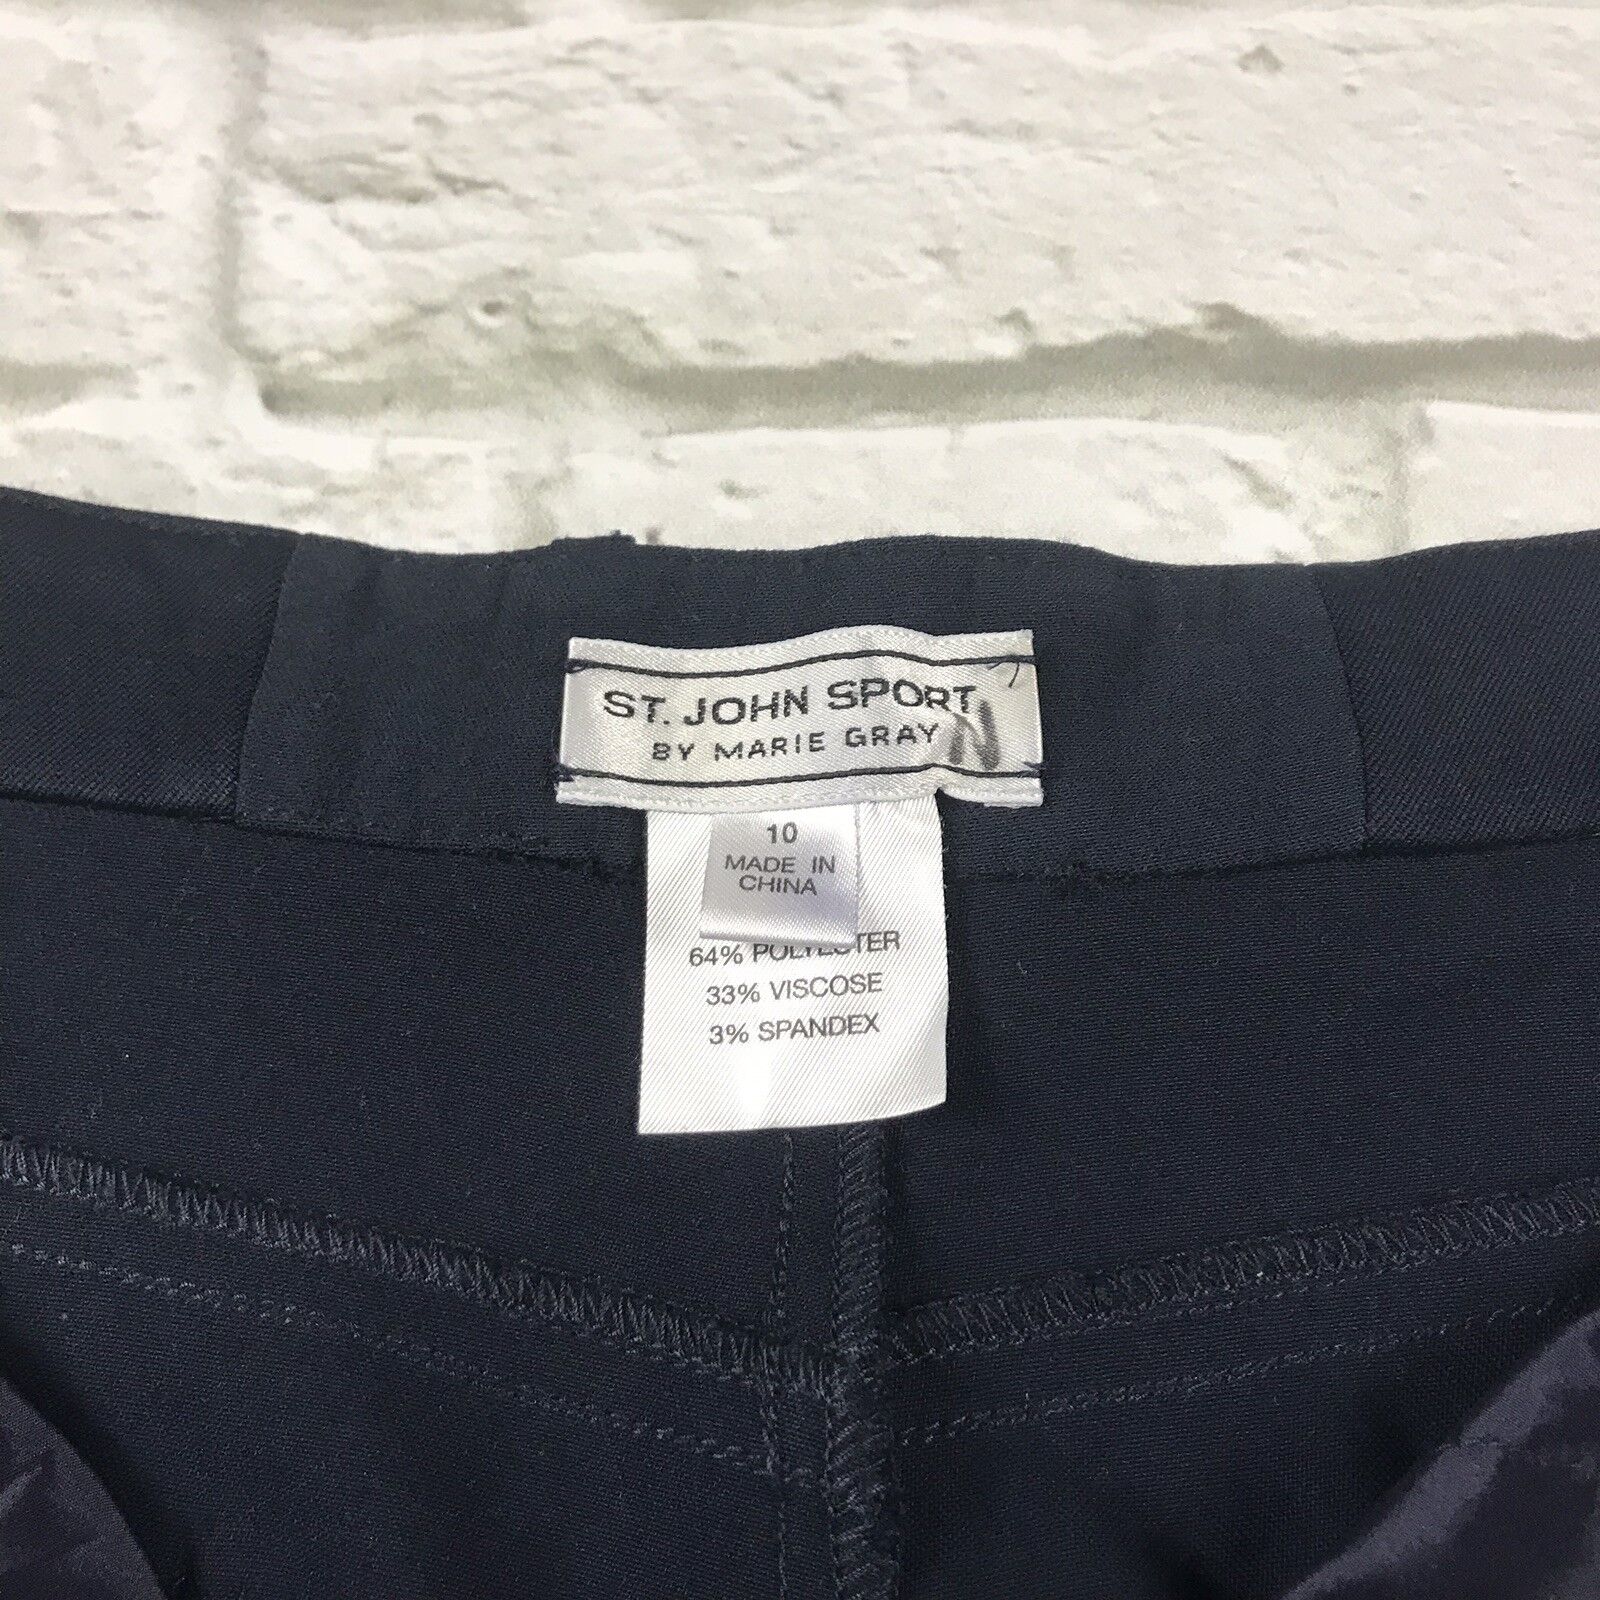 ST. JOHN SPORT
BY MARIE GRAY N
10
MADE IN
CHINA
64% POLYESTER
33% VISCOSE
3% SPANDEX